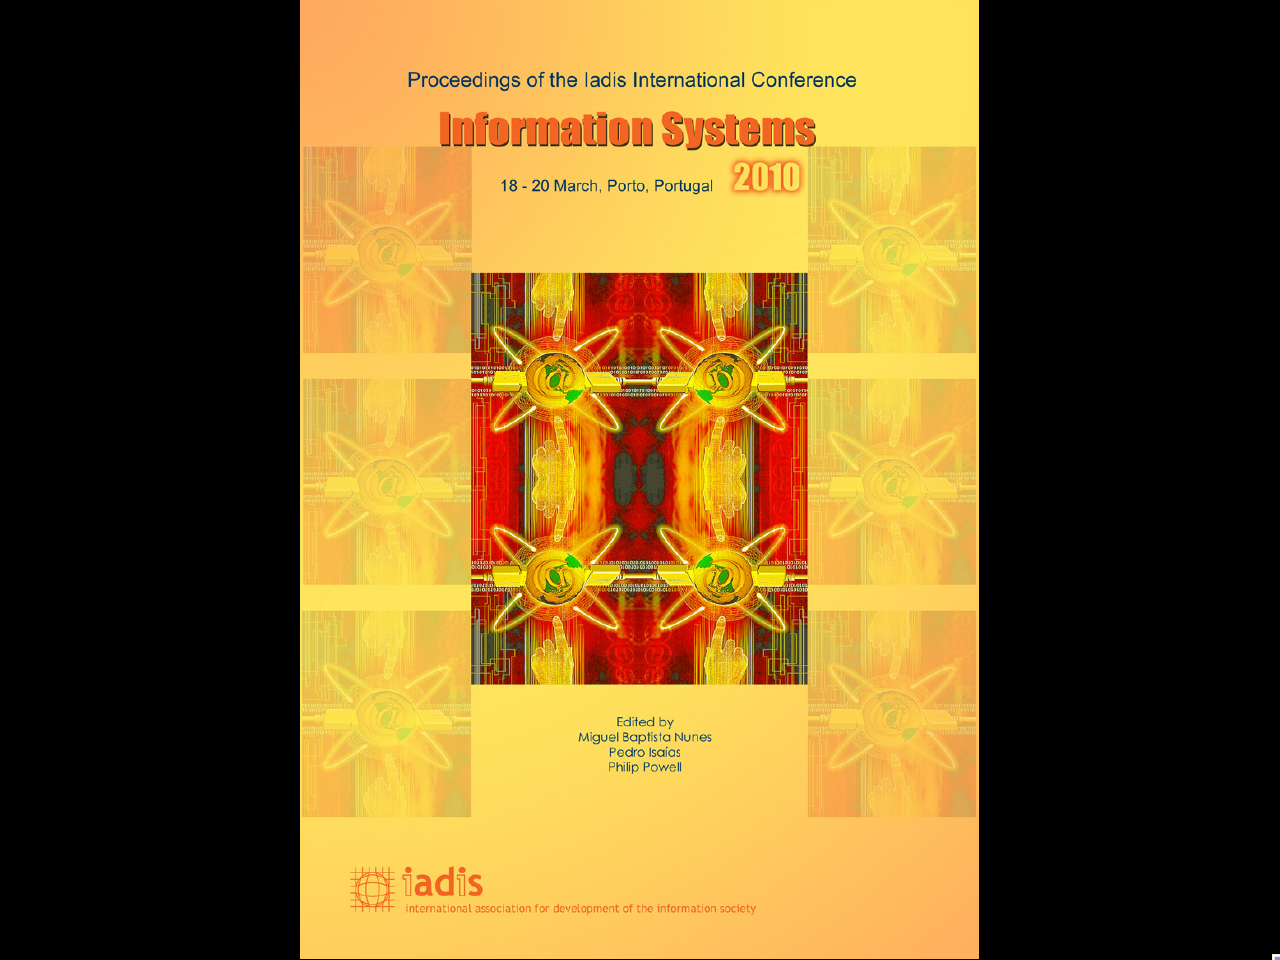 Proceedings of the Iadis International Conference
Information Systems
2010
18 - 20 March, Porto, Portugal
Edited by
Miguel Baptista Nunes
Pedro Isaías
Philip Powell
iadis
international association for development of the information society